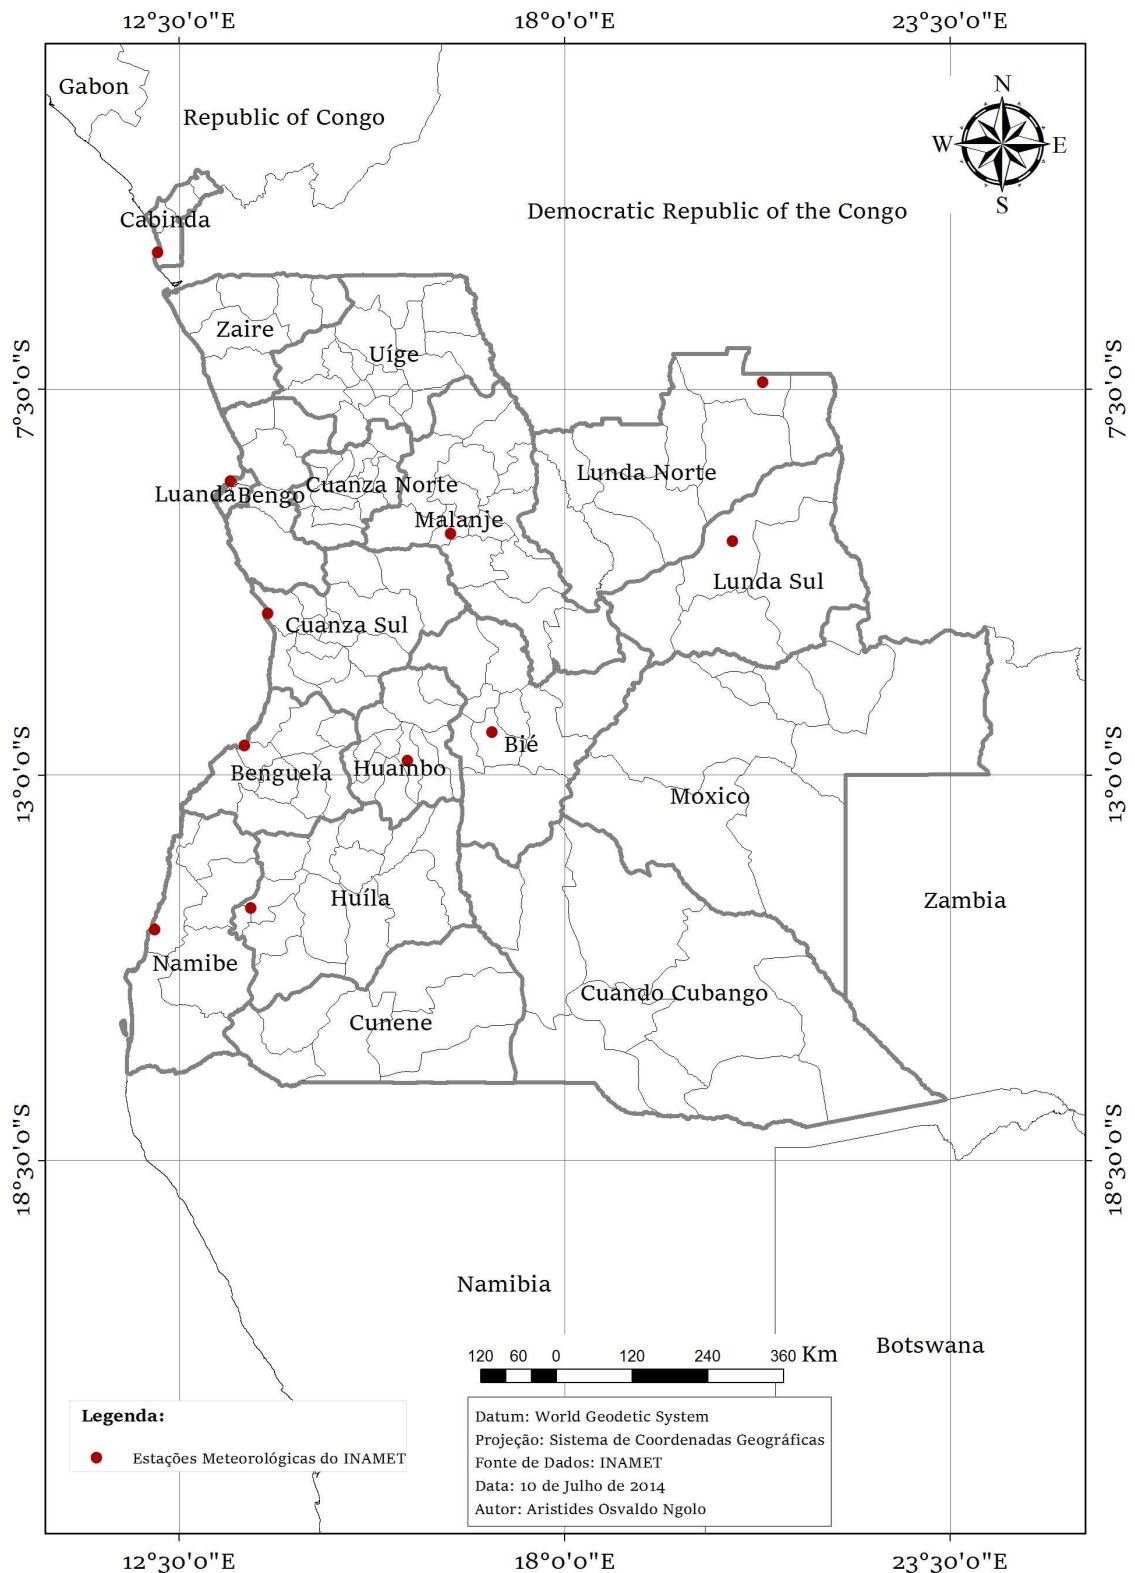 12°30'0"E
18°0'0"E
23°30'0"E
Gabon
Republic of Congo
N
W
E
S
Cabinda
Democratic Republic of the Congo
Zaire
Uíge
7°30'0"S
7°30'0"S
Lunda Norte
Luanda
Bengo
Cuanza Norte
Malanje
Lunda Sul
Cuanza Sul
Bié
Benguela
Huambo
13°0'0"S
13°0'0"S
Moxico
Huíla
Zambia
Namibe
Cuando Cubango
Cunene
18°30'0"S
18°30'0"S
Namibia
Botswana
120 60 0 120 240 360 Km
Legenda:
Estações Meteorológicas do INAMET
Datum: World Geodetic System
Projeção: Sistema de Coordenadas Geográficas
Fonte de Dados: INAMET
Data: 10 de Julho de 2014
Autor: Aristides Osvaldo Ngolo
12°30'0"E
18°0'0"E
23°30'0"E